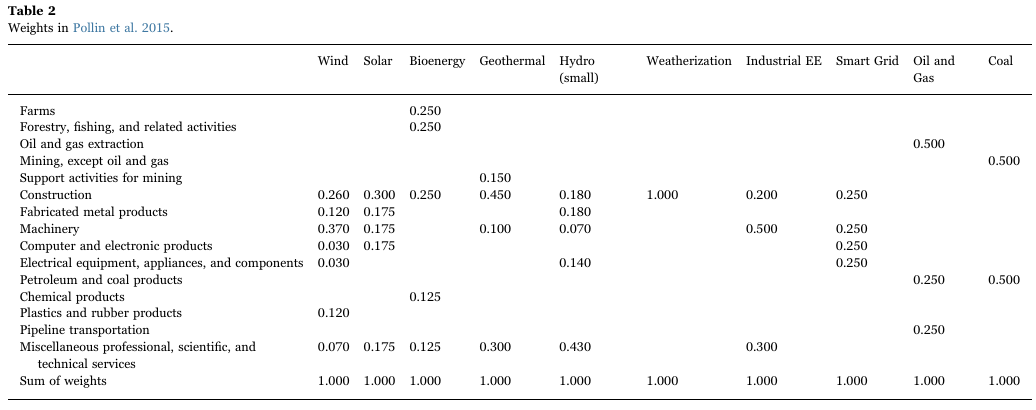 Table 2
Weights in Pollin et al. 2015.
Wind Solar Bioenergy Geothermal Hydro (small) Weatherization Industrial EE Smart Grid Oil and Gas Coal
Farms 0.250
Forestry, fishing, and related activities 0.250
Oil and gas extraction 0.500
Mining, except oil and gas 0.500
Support activities for mining 0.150
Construction 0.260 0.300 0.250 0.450 0.180 1.000 0.200 0.250
Fabricated metal products 0.120 0.175 0.180
Machinery 0.370 0.175 0.100 0.070 0.500 0.250
Computer and electronic products 0.030 0.175 0.250
Electrical equipment, appliances, and components 0.030 0.140 0.250
Petroleum and coal products 0.250 0.500
Chemical products 0.125
Plastics and rubber products 0.120
Pipeline transportation 0.250
Miscellaneous professional, scientific, and 0.070 0.175 0.125 0.300 0.430 0.300
technical services
Sum of weights 1.000 1.000 1.000 1.000 1.000 1.000 1.000 1.000 1.000 1.000